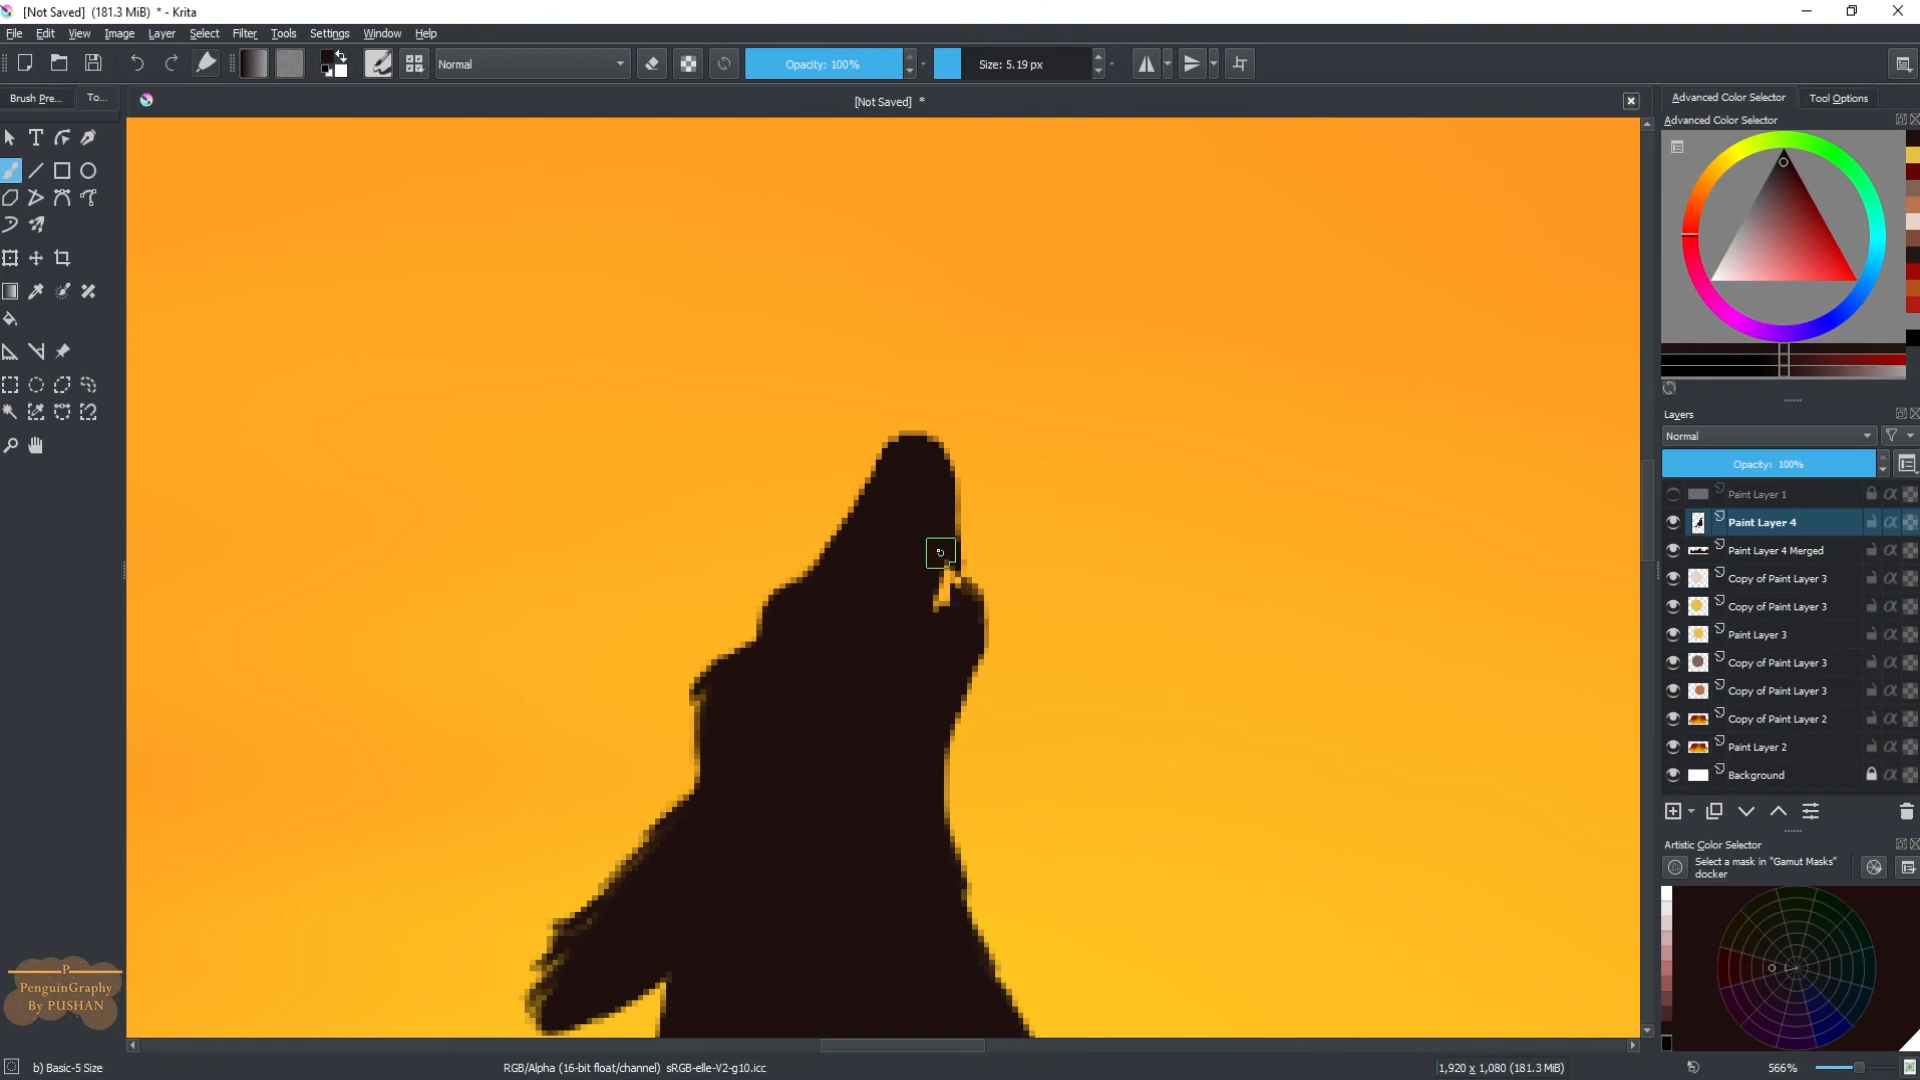 [Not Saved] (181.3 MiB) * - Krita
File Edit View Image Layer Select Filter Tools Settings Window Help
Normal Opacity: 100% Size: 5.19 px
Brush Pre... To... [Not Saved] * Advanced Color Selector Tool Options
Advanced Color Selector
Layers
Normal
Opacity: 100%
Paint Layer 1
Paint Layer 4
Paint Layer 4 Merged
Copy of Paint Layer 3
Copy of Paint Layer 3
Paint Layer 3
Copy of Paint Layer 3
Copy of Paint Layer 3
Copy of Paint Layer 2
Paint Layer 2
Background
Artistic Color Selector
Select a mask in "Gamut Masks"
docker
P
PenguinGraphy
By PUSHAN
b) Basic-5 Size RGB/Alpha (16-bit float/channel) sRGB-elle-V2-g10.icc 1,920 x 1,080 (181.3 MiB) 566%